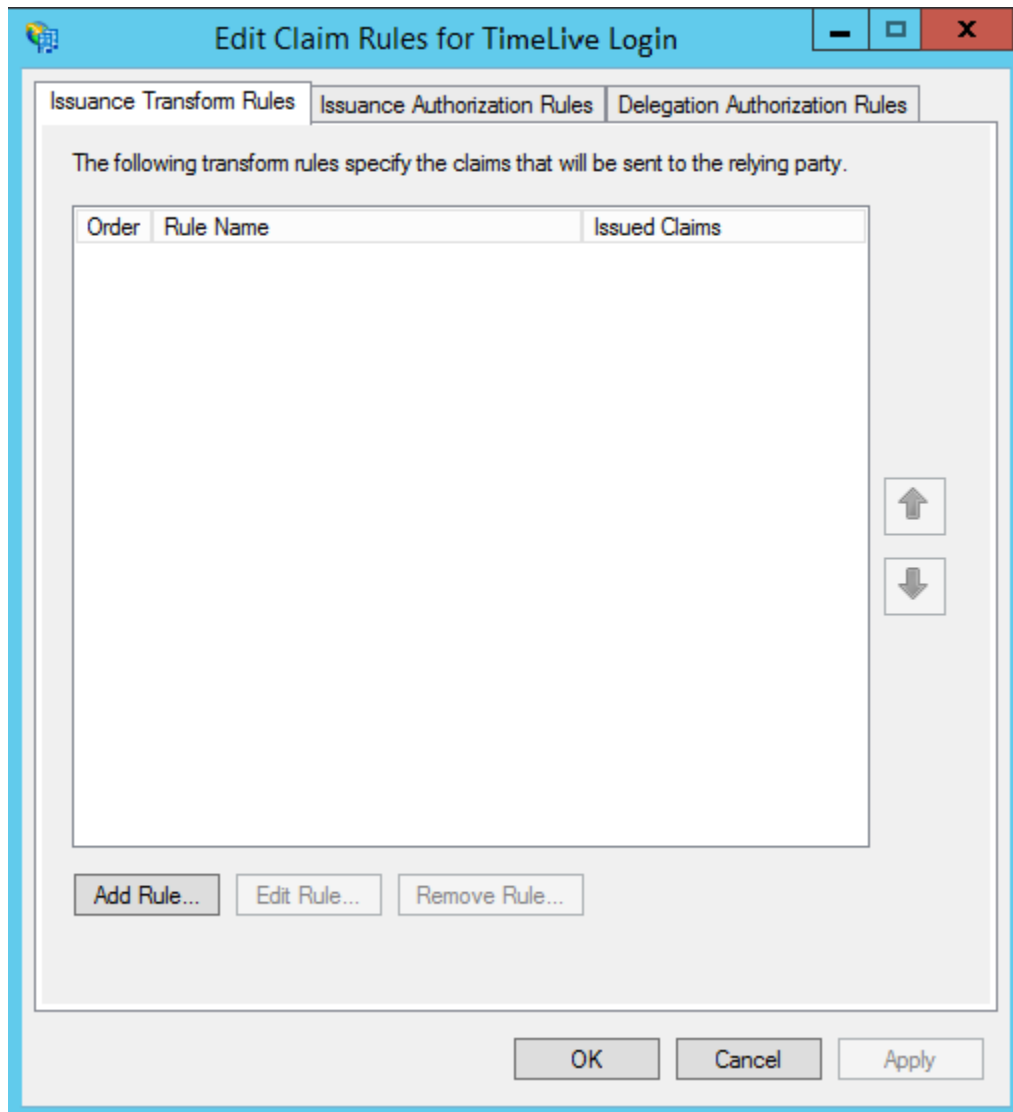 Edit Claim Rules for TimeLive Login
Issuance Transform Rules Issuance Authorization Rules Delegation Authorization Rules
The following transform rules specify the claims that will be sent to the relying party.
Order Rule Name Issued Claims
Add Rule... Edit Rule... Remove Rule...
OK Cancel Apply